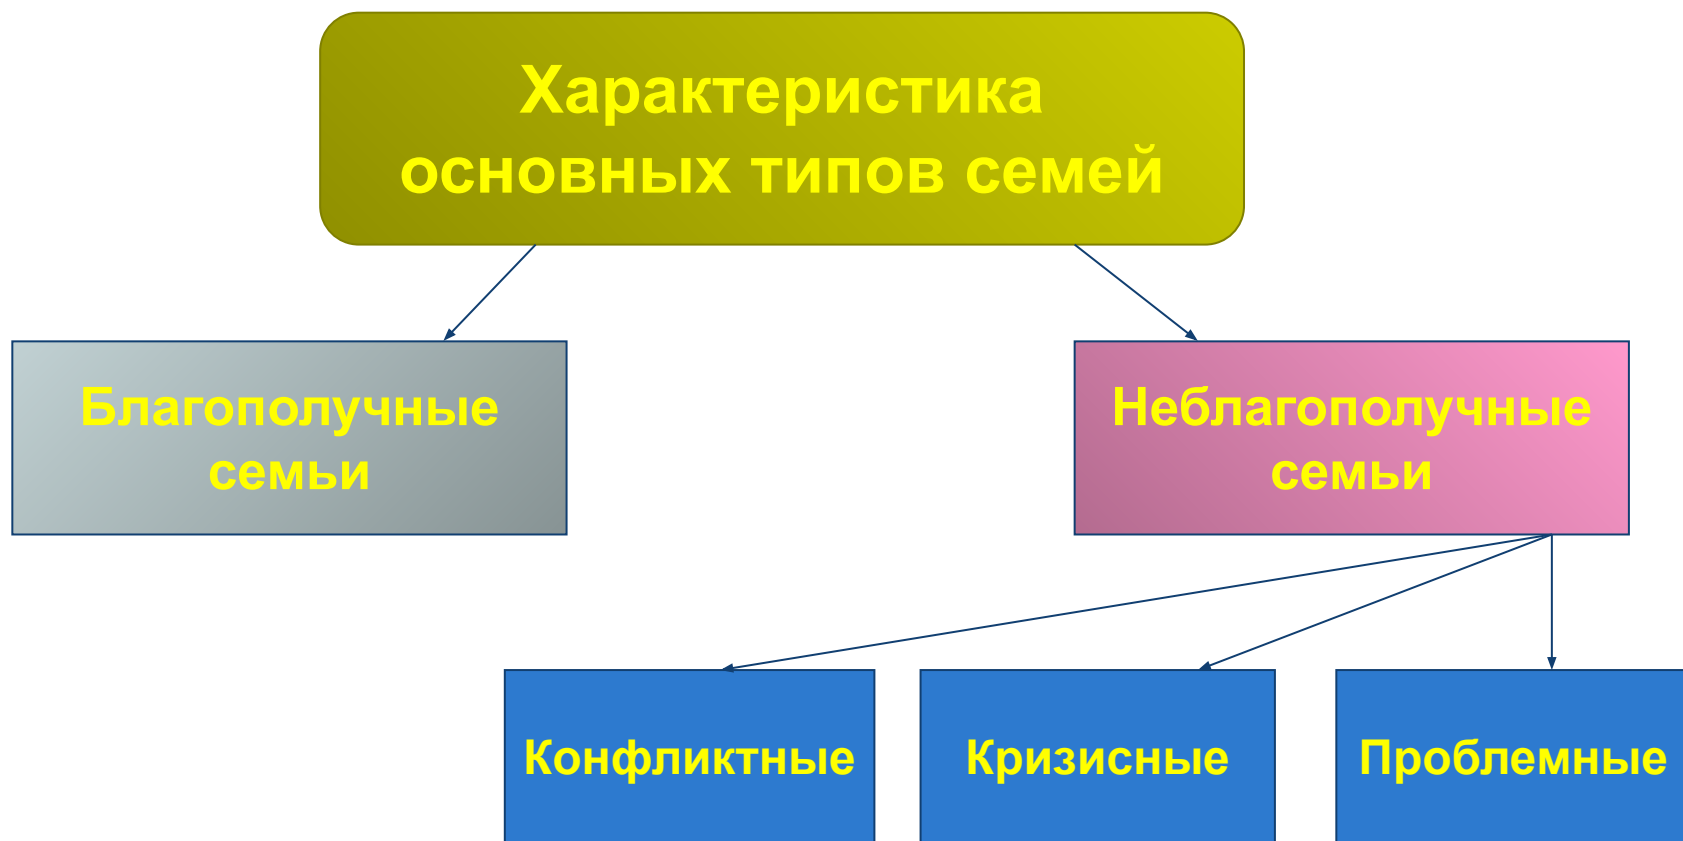 Характеристика
основных типов семей
Благополучные
семьи
Неблагополучные
семьи
Конфликтные
Кризисные
Проблемные